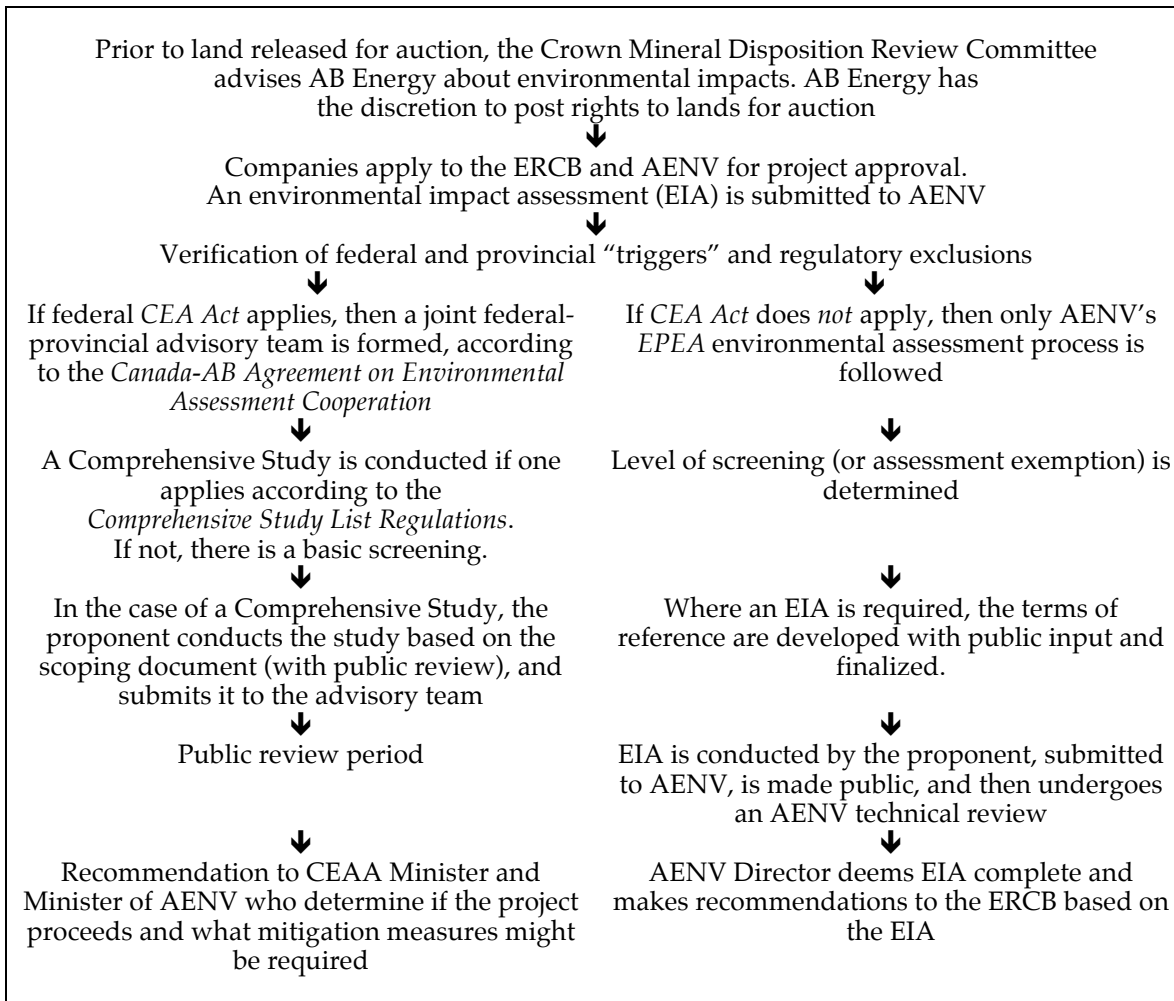 Prior to land released for auction, the Crown Mineral Disposition Review Committee
advises AB Energy about environmental impacts. AB Energy has
the discretion to post rights to lands for auction
Companies apply to the ERCB and AENV for project approval.
An environmental impact assessment (EIA) is submitted to AENV
Verification of federal and provincial “triggers” and regulatory exclusions
If federal CEA Act applies, then a joint federal-
provincial advisory team is formed, according
to the Canada-AB Agreement on Environmental
Assessment Cooperation
If CEA Act does not apply, then only AENV’s
EPEA environmental assessment process is
followed
A Comprehensive Study is conducted if one
applies according to the
Comprehensive Study List Regulations.
If not, there is a basic screening.
Level of screening (or assessment exemption) is
determined
In the case of a Comprehensive Study, the
proponent conducts the study based on the
scoping document (with public review), and
submits it to the advisory team
Where an EIA is required, the terms of
reference are developed with public input and
finalized.
Public review period
EIA is conducted by the proponent, submitted
to AENV, is made public, and then undergoes
an AENV technical review
Recommendation to CEAA Minister and
Minister of AENV who determine if the project
proceeds and what mitigation measures might
be required
AENV Director deems EIA complete and
makes recommendations to the ERCB based on
the EIA